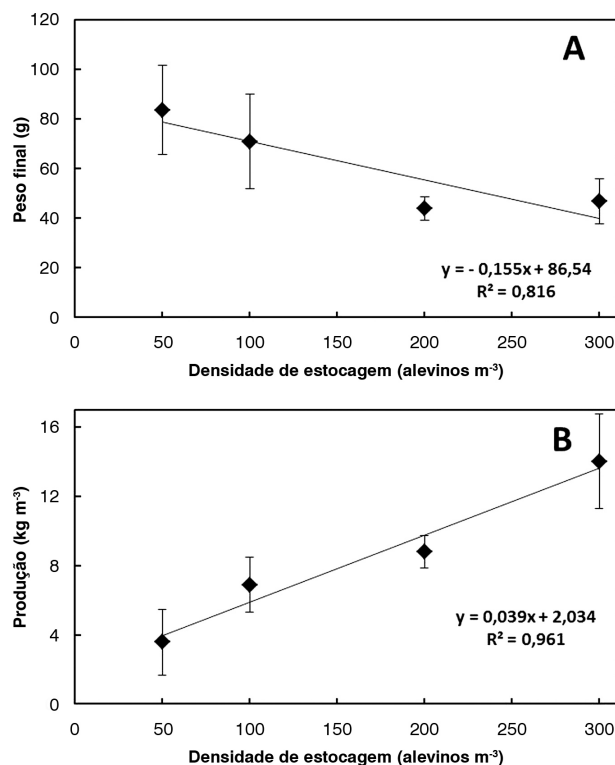 A
120
100
80
60
40
20
0
Peso final (g)
y = - 0,155x + 86,54
R² = 0,816
0 50 100 150 200 250 300
Densidade de estocagem (alevinos m⁻³)
B
16
12
8
4
0
Produção (kg m⁻³)
y = 0,039x + 2,034
R² = 0,961
0 50 100 150 200 250 300
Densidade de estocagem (alevinos m⁻³)